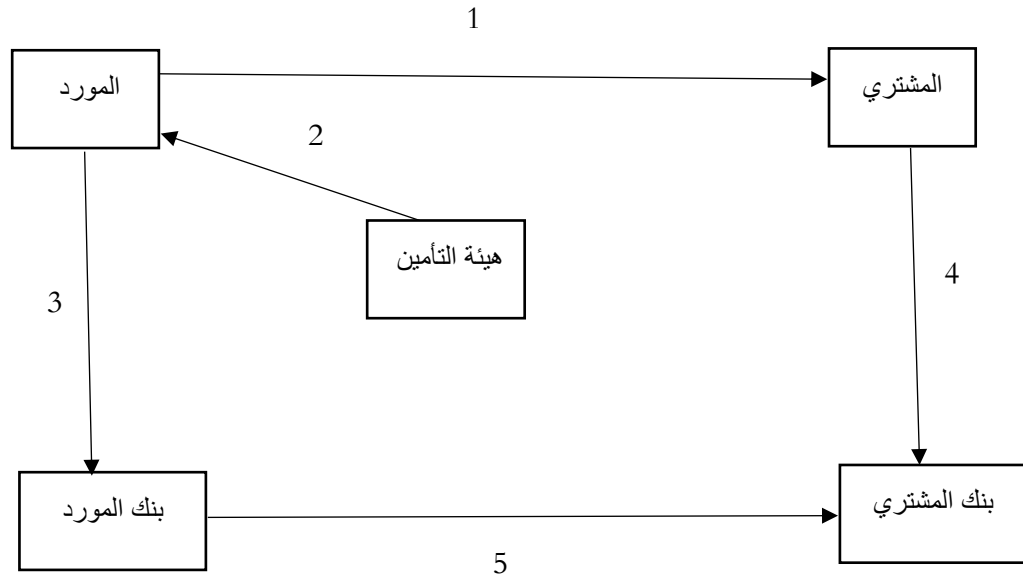 1
المورد
المشتري
2
هيئة التأمين
3
4
بنك المورد
بنك المشتري
5